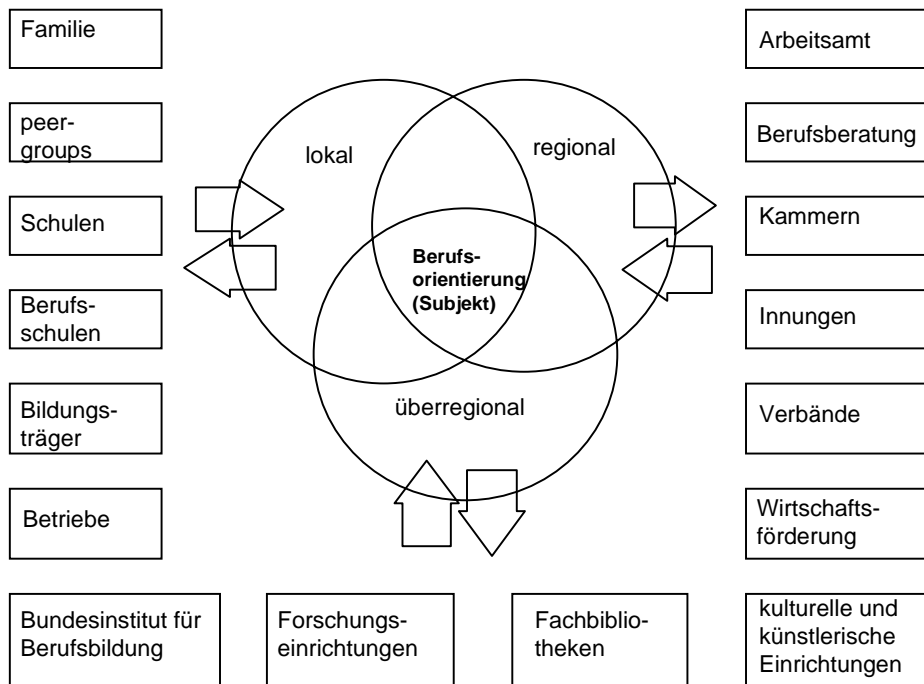 Familie
peer-
groups
Schulen
Berufs-
schulen
Bildungs-
träger
Betriebe
lokal
regional
Berufs-
orientierung
(Subjekt)
überregional
Arbeitsamt
Berufsberatung
Kammern
Innungen
Verbände
Wirtschafts-
förderung
Bundesinstitut für
Berufsbildung
Forschungs-
einrichtungen
Fachbiblio-
theken
kulturelle und
künstlerische
Einrichtungen